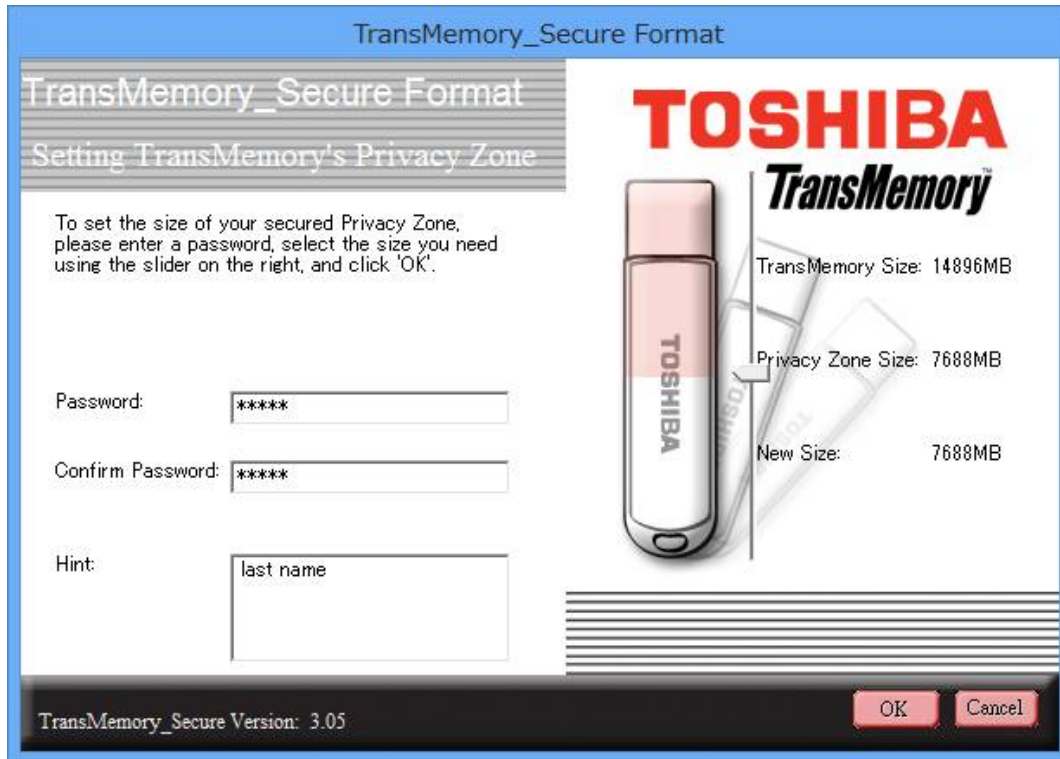 TransMemory_Secure Format
TransMemory_Secure Format
Setting TransMemory's Privacy Zone
To set the size of your secured Privacy Zone,
please enter a password, select the size you need
using the slider on the right, and click 'OK'.
Password: *****
Confirm Password: *****
Hint: last name
TOSHIBA
TransMemory™
TransMemory Size: 14896MB
TOSHIBA
Privacy Zone Size: 7688MB
TOSHIBA
TOSHIBA
New Size: 7688MB
TransMemory_Secure Version: 3.05
OK
Cancel